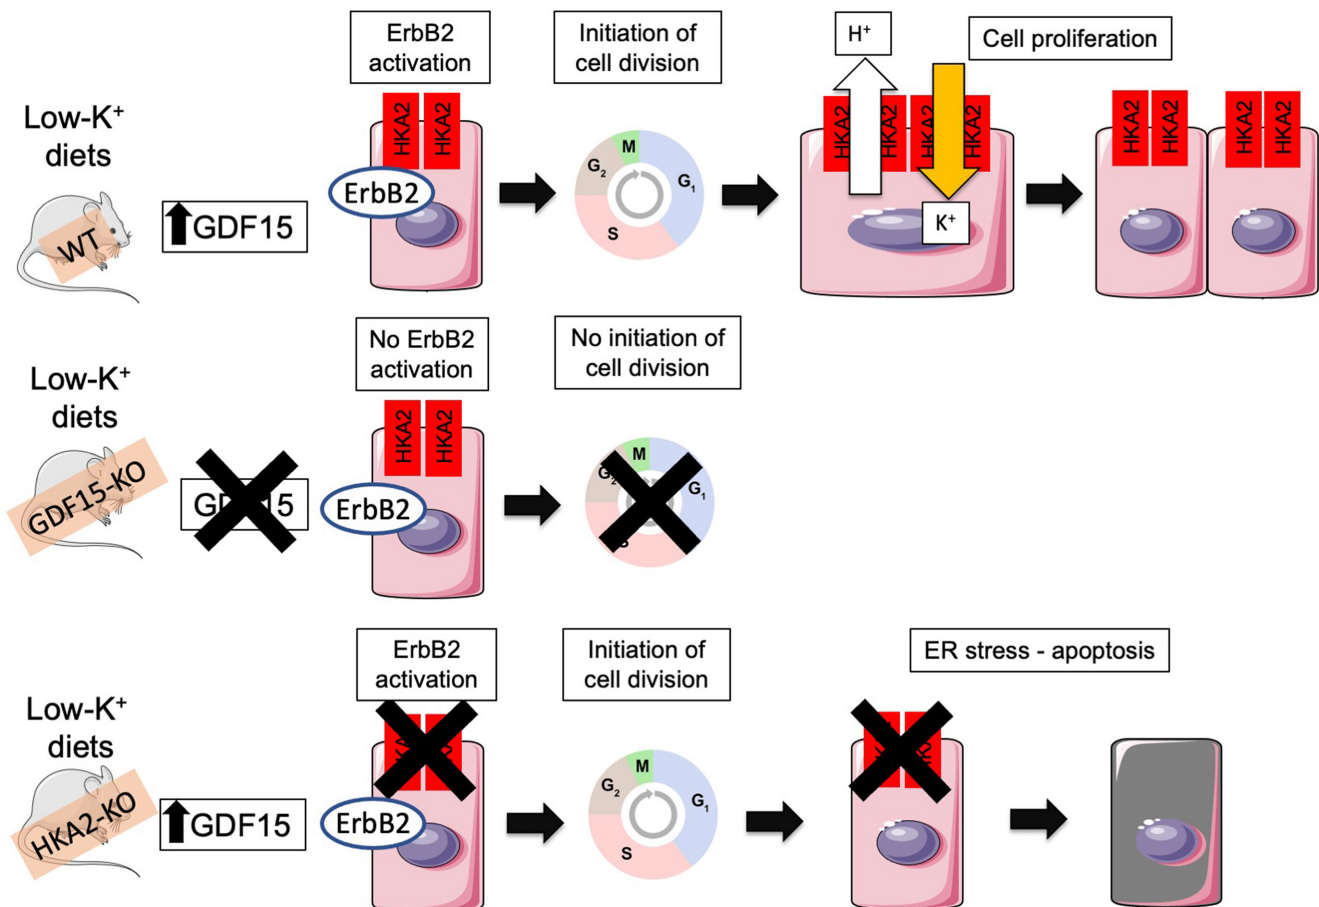 ErbB2
activation
Initiation of
cell division
H⁺
Cell proliferation
Low-K⁺
diets
WT
GDF15
HKA2
HKA2
ErbB2
M
G₂
G₁
S
HKA2
HKA2
HKA2
HKA2
K⁺
HKA2
HKA2
HKA2
HKA2
No ErbB2
activation
No initiation of
cell division
Low-K⁺
diets
GDF15-KO
GDF15
HKA2
HKA2
ErbB2
M
G₂
G₁
S
ErbB2
activation
Initiation of
cell division
ER stress - apoptosis
Low-K⁺
diets
HKA2-KO
GDF15
ErbB2
M
G₂
G₁
S